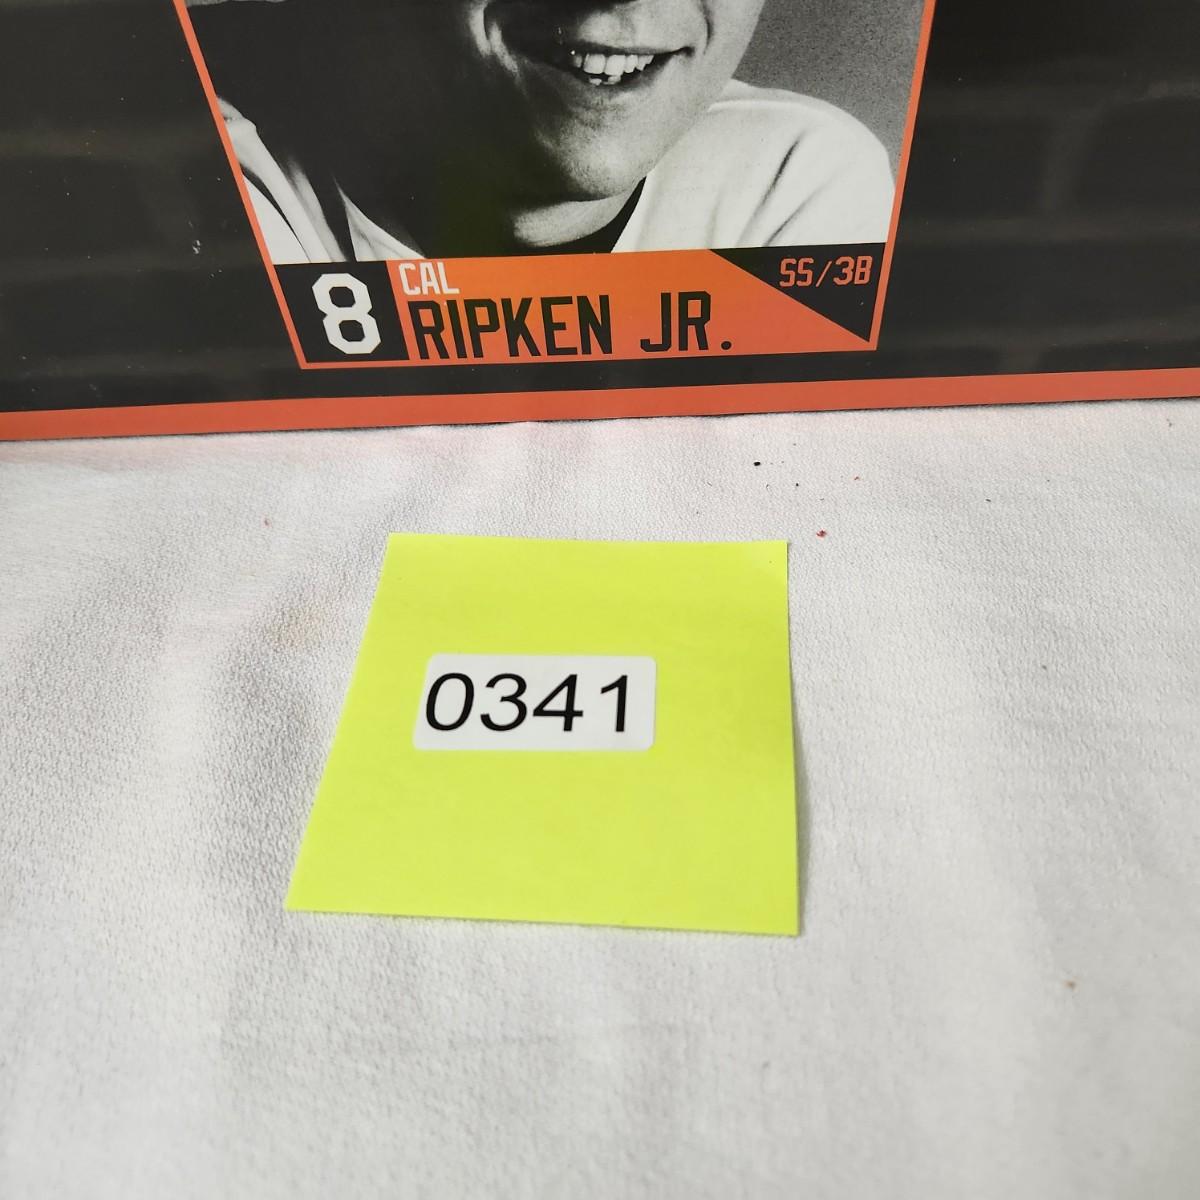 8
CAL
RIPKEN JR.
SS/3B
0341